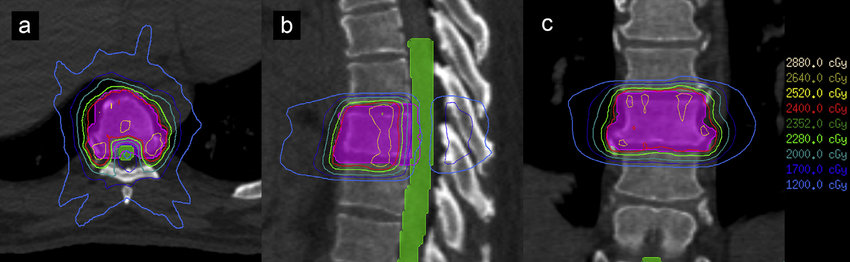 a
b
c
2880.0 cGy
2640.0 cGy
2520.0 cGy
2400.0 cGy
2352.0 cGy
2280.0 cGy
2000.0 cGy
1700.0 cGy
1200.0 cGy